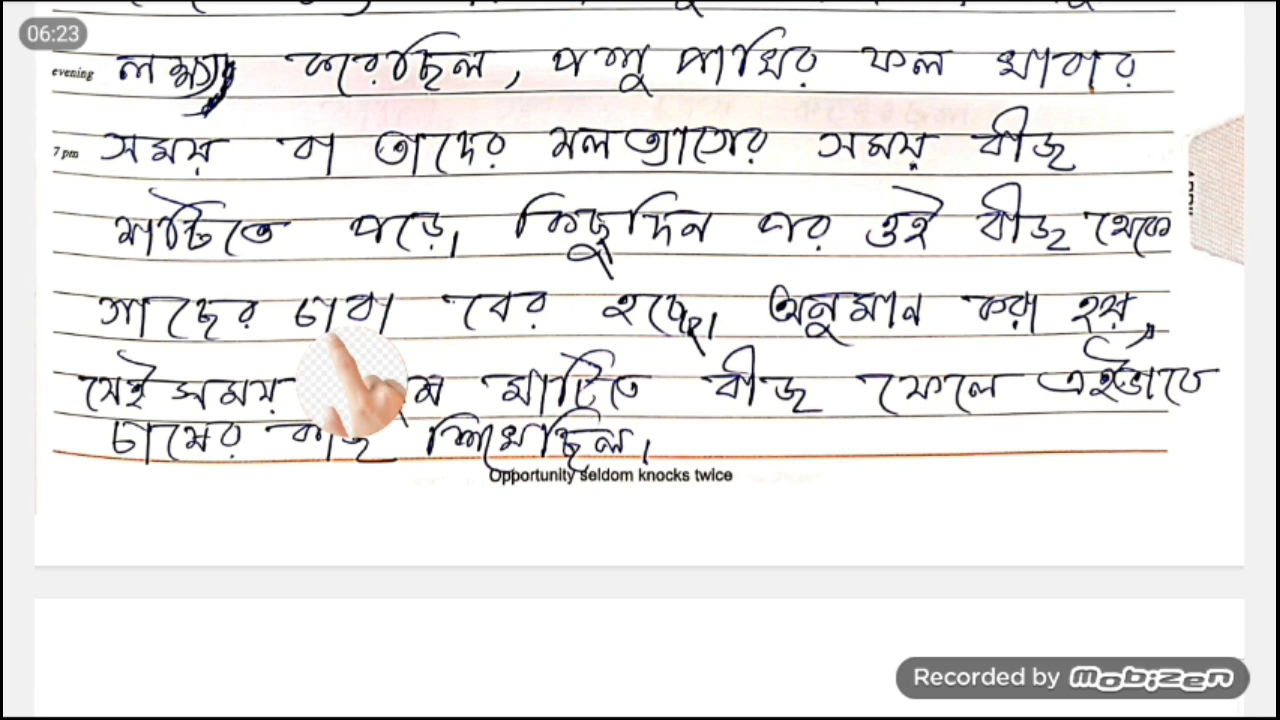 06:23
evening লক্ষ্য করেছিল, পশু পাখির ফল খাবার
7 pm সময় বা তাদের মলত্যাগের সময় বীজ
মাটিতে পড়ে। কিছুদিন পর ওই বীজ থেকে
গাছের চারা বের হচ্ছে। অনুমান করা হয়,
সেই সময় মাটিতে বীজ ফেলে এইভাবে
চাষের কাজ শিখেছিল।
Opportunity seldom knocks twice
Recorded by mobizen